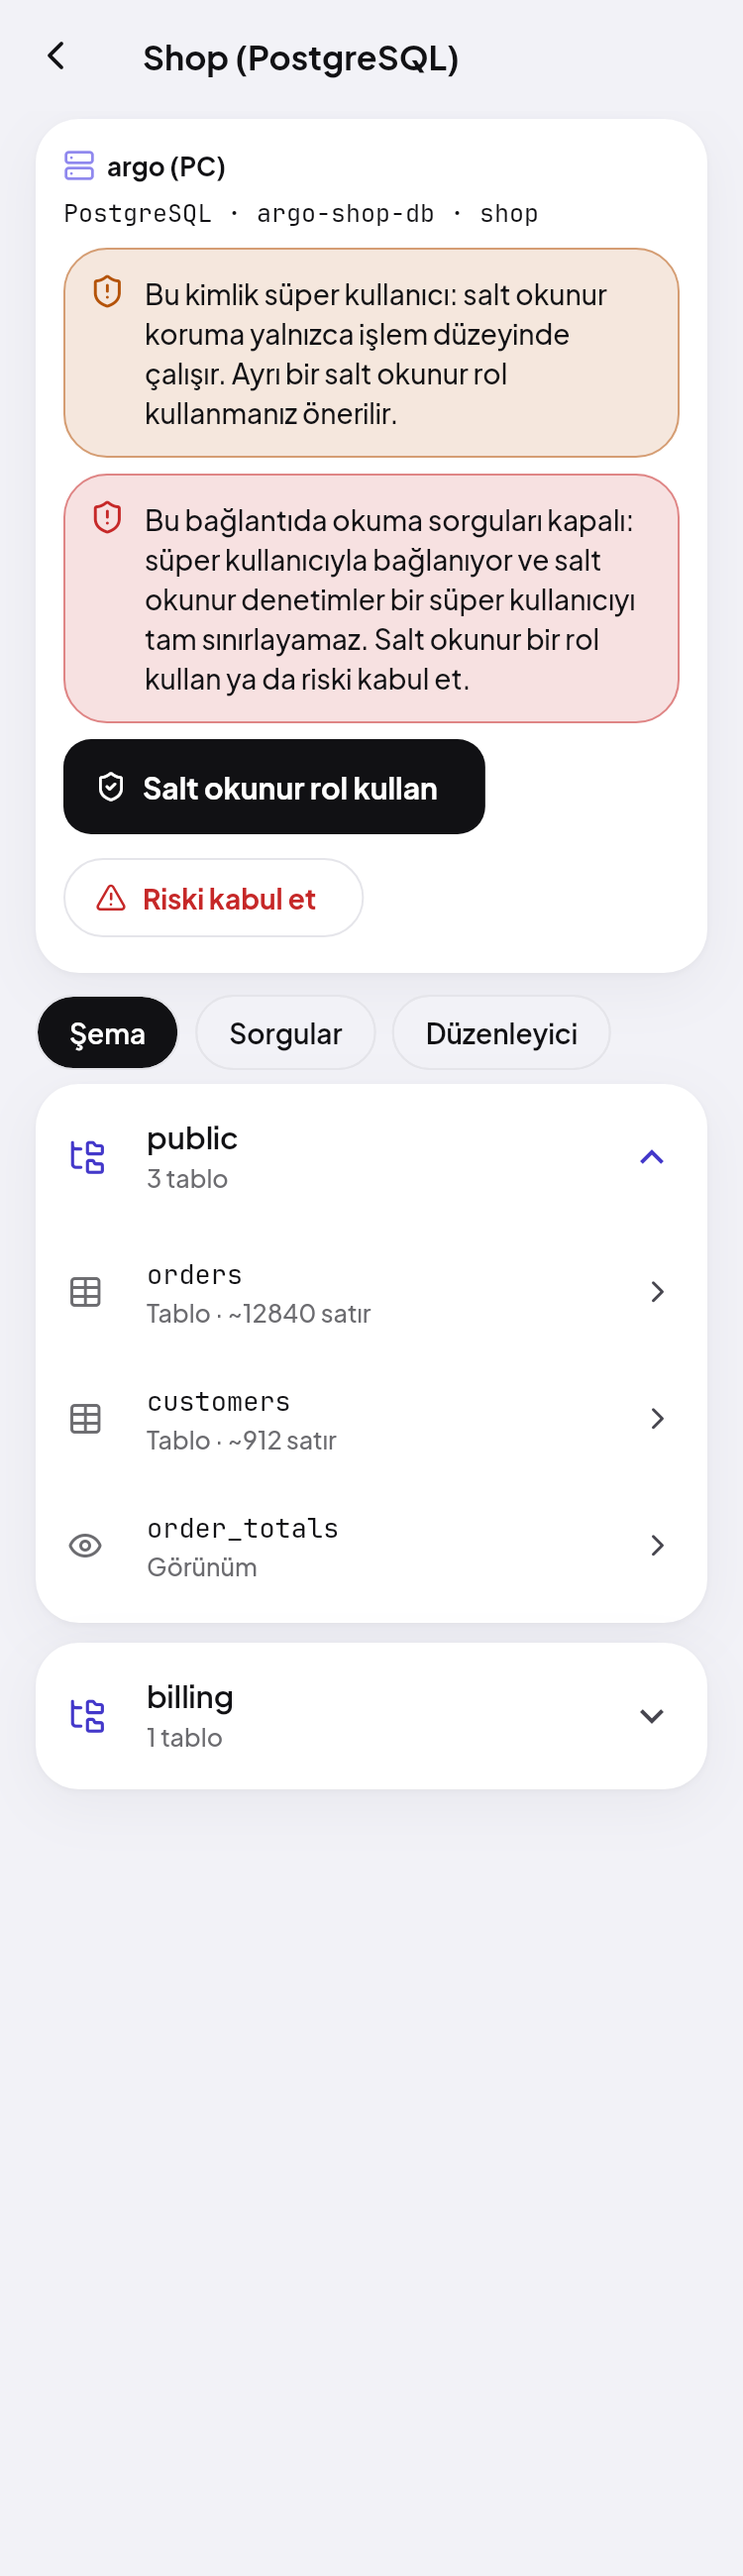 Shop (PostgreSQL)
argo (PC)
PostgreSQL · argo-shop-db · shop
Bu kimlik süper kullanıcı: salt okunur
koruma yalnızca işlem düzeyinde
çalışır. Ayrı bir salt okunur rol
kullanmanız önerilir.
Bu bağlantıda okuma sorguları kapalı:
süper kullanıcıyla bağlanıyor ve salt
okunur denetimler bir süper kullanıcıyı
tam sınırlayamaz. Salt okunur bir rol
kullan ya da riski kabul et.
Salt okunur rol kullan
Riski kabul et
Şema Sorgular Düzenleyici
public
3 tablo
orders
Tablo · ~12840 satır
customers
Tablo · ~912 satır
order_totals
Görünüm
billing
1 tablo